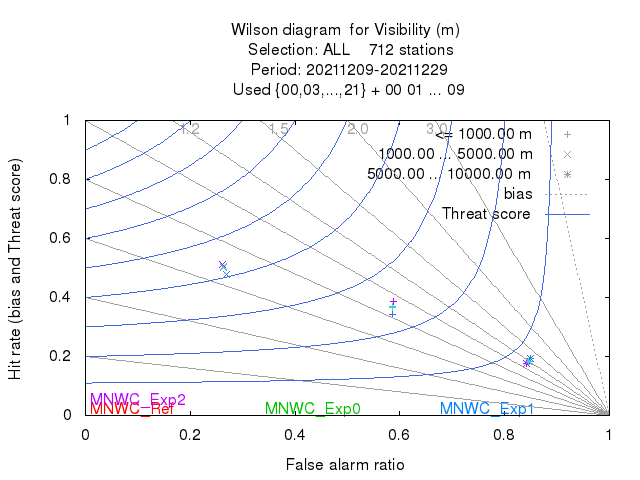 Wilson diagram for Visibility (m)
Selection: ALL 712 stations
Period: 20211209-20211229
Used {00,03,...,21} + 00 01 ... 09
1.2 1.5 2.0 3.0
<= 1000.00 m
1000.00 ... 5000.00 m
5000.00 ... 10000.00 m
bias
Threat score
Hit rate (bias and Threat score)
1
0.8
0.6
0.4
0.2
0
MNWC_Exp2
MNWC_Ref MNWC_Exp0 MNWC_Exp1
0 0.2 0.4 0.6 0.8 1
False alarm ratio